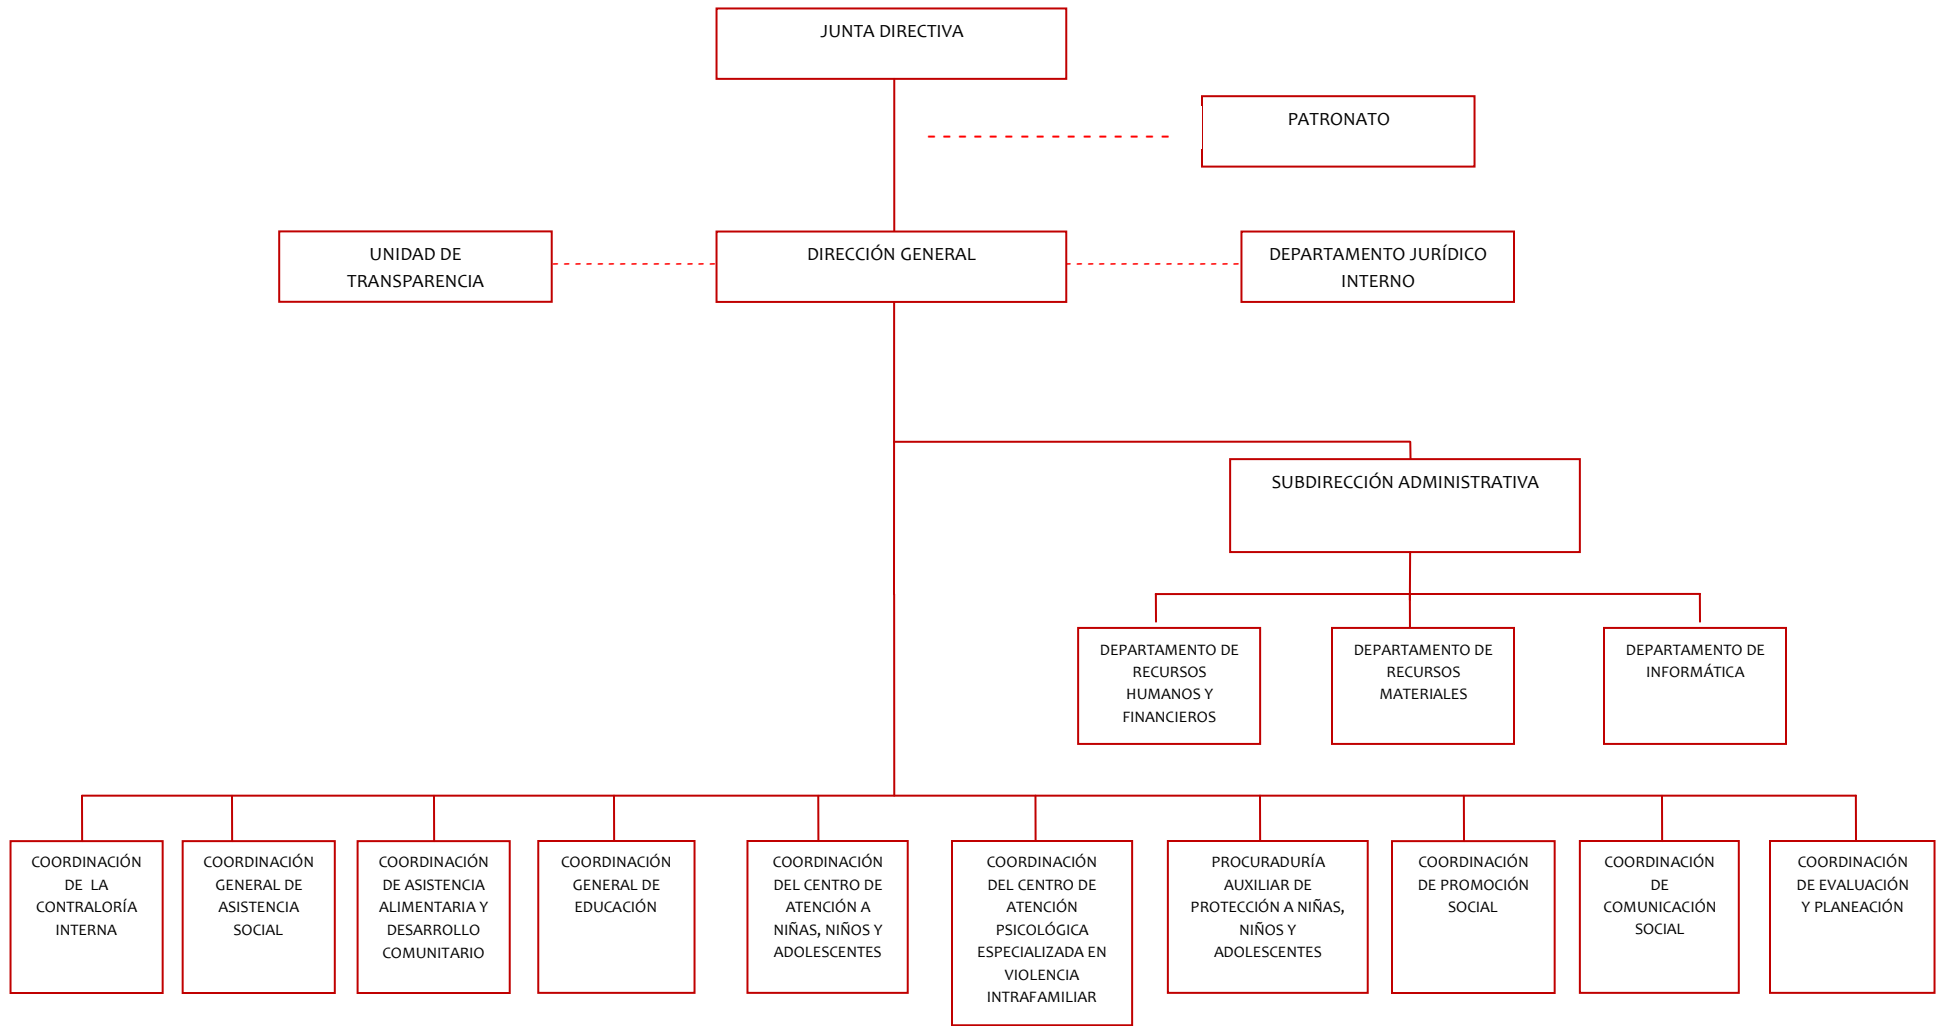 JUNTA DIRECTIVA
PATRONATO
UNIDAD DE
TRANSPARENCIA
DIRECCIÓN GENERAL
DEPARTAMENTO JURÍDICO
INTERNO
SUBDIRECCIÓN ADMINISTRATIVA
DEPARTAMENTO DE
RECURSOS
HUMANOS Y
FINANCIEROS
DEPARTAMENTO DE
RECURSOS
MATERIALES
DEPARTAMENTO DE
INFORMÁTICA
COORDINACIÓN
DE LA
CONTRALORÍA
INTERNA
COORDINACIÓN
GENERAL DE
ASISTENCIA
SOCIAL
COORDINACIÓN
DE ASISTENCIA
ALIMENTARIA Y
DESARROLLO
COMUNITARIO
COORDINACIÓN
GENERAL DE
EDUCACIÓN
COORDINACIÓN
DEL CENTRO DE
ATENCIÓN A
NIÑAS, NIÑOS Y
ADOLESCENTES
COORDINACIÓN
DEL CENTRO DE
ATENCIÓN
PSICOLÓGICA
ESPECIALIZADA EN
VIOLENCIA
INTRAFAMILIAR
PROCURADURÍA
AUXILIAR DE
PROTECCIÓN A NIÑAS,
NIÑOS Y
ADOLESCENTES
COORDINACIÓN
DE PROMOCIÓN
SOCIAL
COORDINACIÓN
DE
COMUNICACIÓN
SOCIAL
COORDINACIÓN
DE EVALUACIÓN
Y PLANEACIÓN